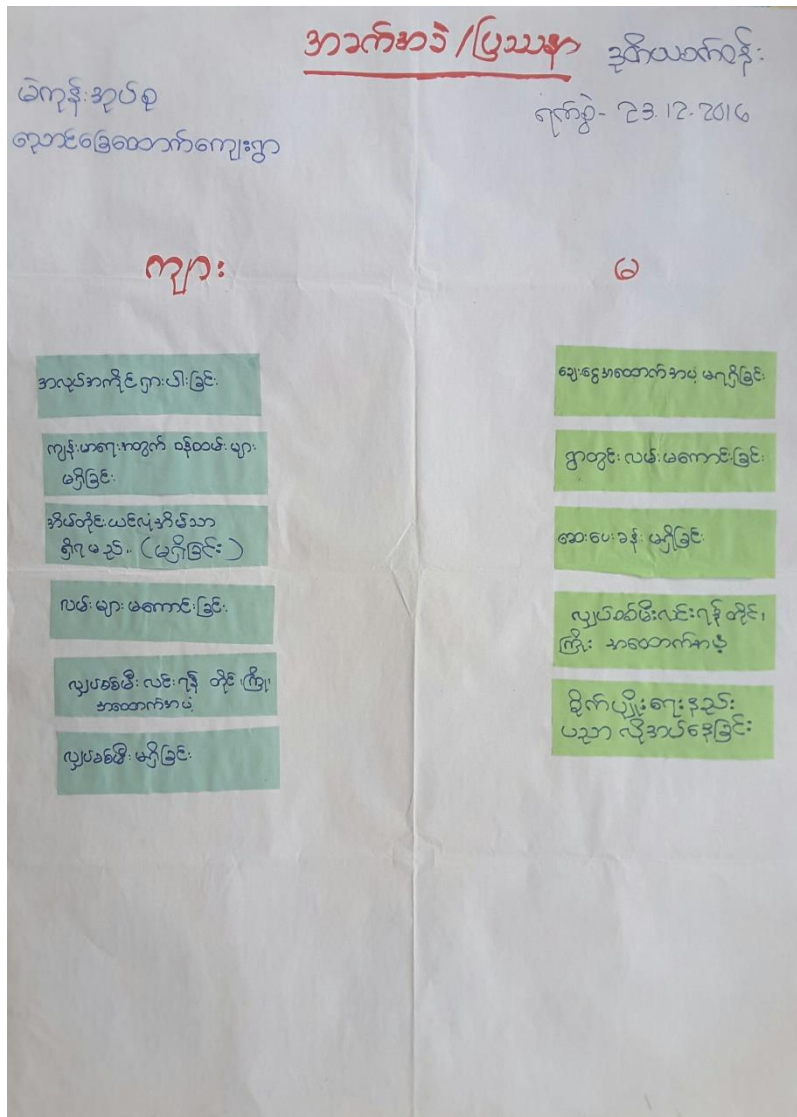 အခက်အခဲ/ပြဿနာ ဒုတိယသက်ဝန်း
မဲကုန်းအုပ်စု
ရက်စွဲ- 23.12.2016
ညောင်ခြေထောက်ကျေးရွာ
ကျား
အလုပ်အကိုင် ရှားပါးခြင်း
ကျန်းမာရေးအတွက် ဝန်ထမ်းများ
မရှိခြင်း
အိမ်တိုင်းယင်လုံအိမ်သာ
ရှိရမည်.. (မရှိခြင်း)
လမ်းများ မကောင်းခြင်း
လျှပ်စစ်မီးလင်းရန် တိုင်၊ကြိုး
အထောက်အပံ့
လျှပ်စစ်မီး မရှိခြင်း
မ
ချေးငွေအထောက်အပံ့ မရရှိခြင်း
ရွာတွင်းလမ်းမကောင်းခြင်း
ဆေးပေးခန်း မရှိခြင်း
လျှပ်စစ်မီးလင်းရန် တိုင်၊
ကြိုး အထောက်အပံ့
စိုက်ပျိုးရေးနည်း
ပညာ လိုအပ်နေခြင်း